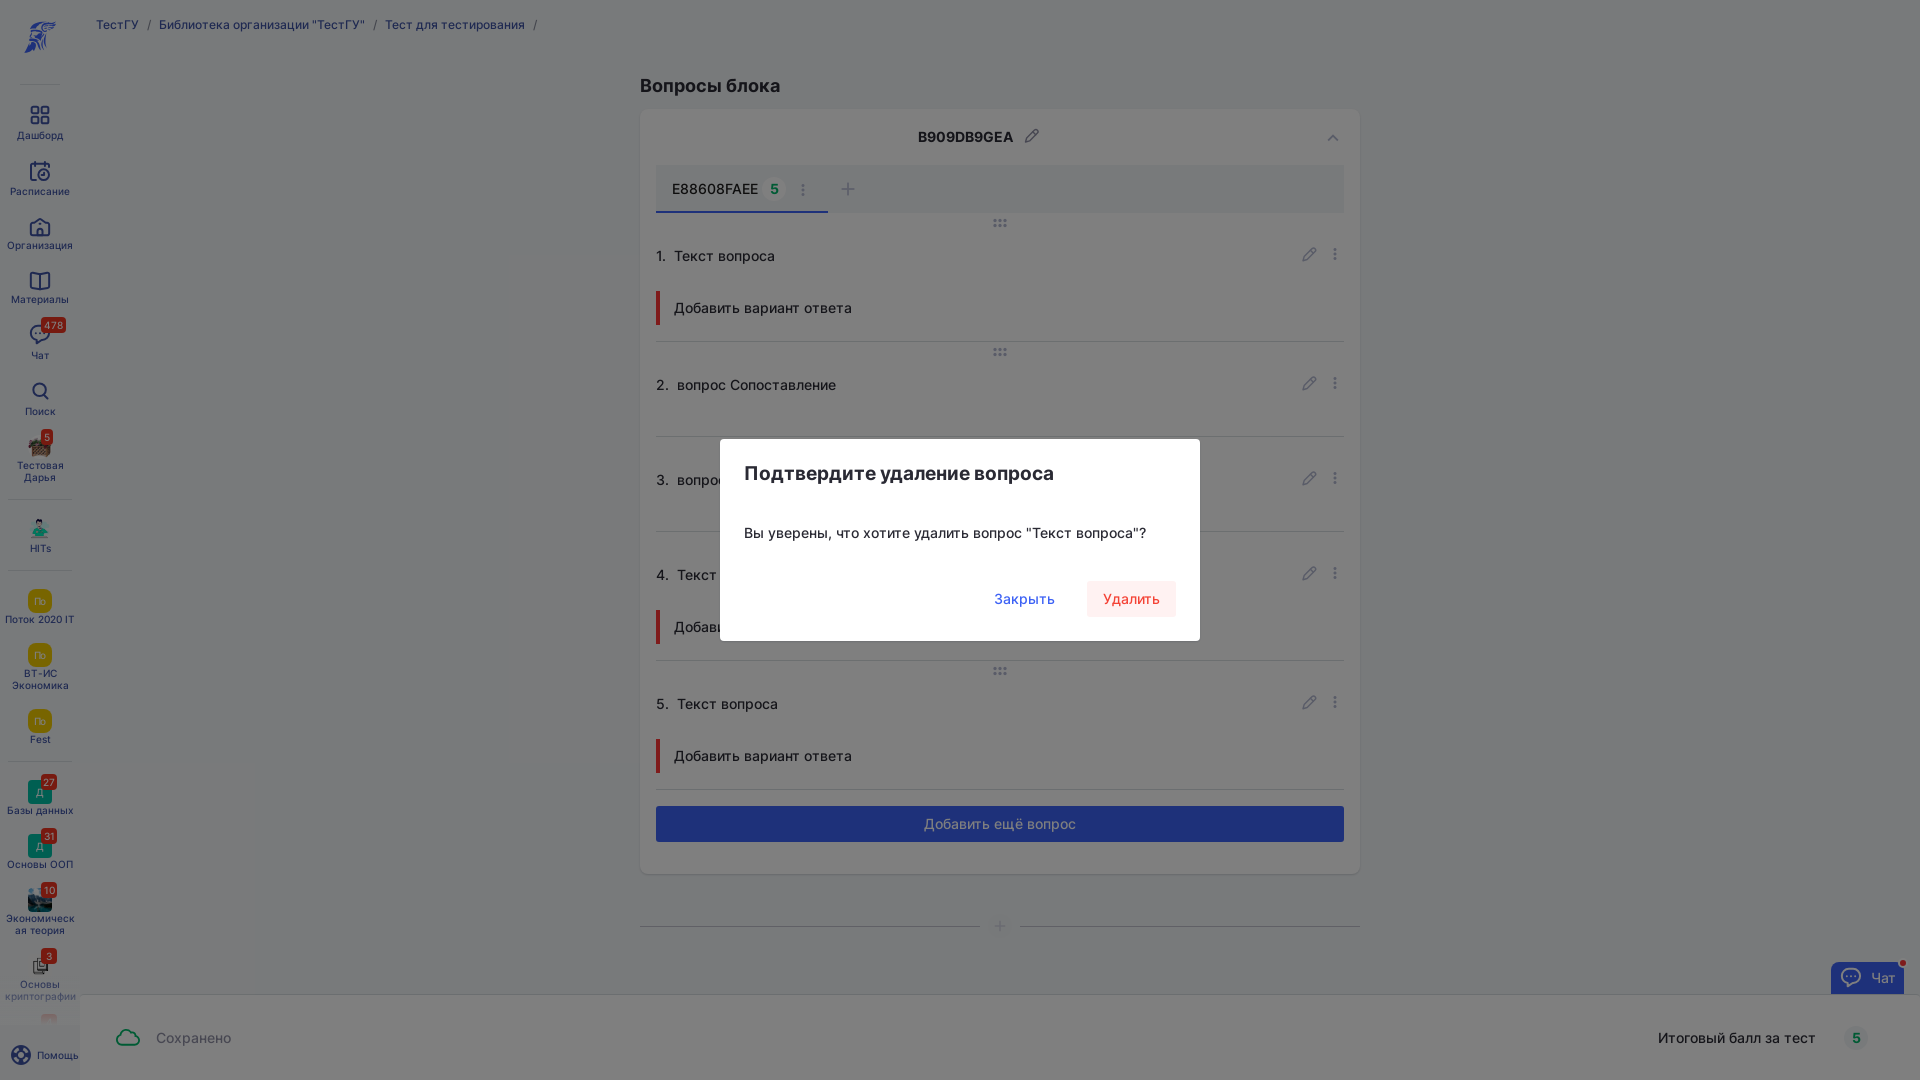 ТестГУ / Библиотека организации "ТестГУ" / Тест для тестирования /
Дашборд
Расписание
Организация
Материалы
478
Чат
Поиск
5
Тестовая
Дарья
HITs
По
Поток 2020 IT
По
ВТ-ИС
Экономика
По
Fest
27
Д
Базы данных
31
Д
Основы ООП
10
Экономическ
ая теория
3
Основы
криптографии
Помощь
Вопросы блока
B909DB9GEA
E88608FAEE 5
1. Текст вопроса
Добавить вариант ответа
2. вопрос Сопоставление
3.
4. Текст
Подтвердите удаление вопроса
Вы уверены, что хотите удалить вопрос "Текст вопроса"?
Закрыть
Удалить
5. Текст вопроса
Добавить вариант ответа
Добавить ещё вопрос
Чат
Сохранено
Итоговый балл за тест 5